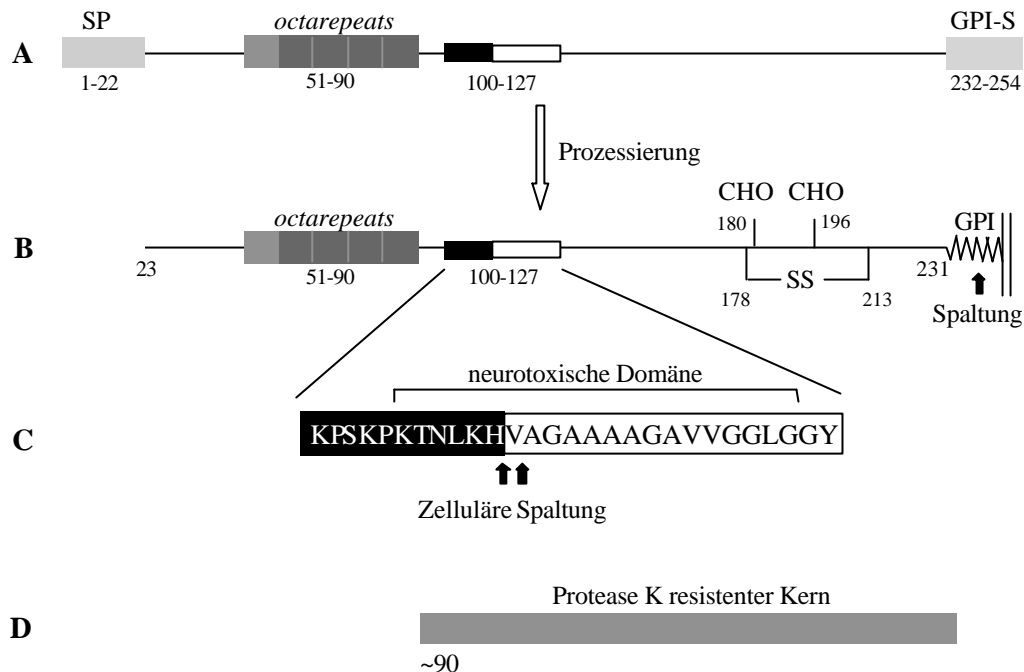 SP octarepeats GPI-S
A
1-22 51-90 100-127 232-254
Prozessierung
CHO CHO
octarepeats 180 196 GPI
B
23 51-90 100-127 SS 231
178 213 Spaltung
neurotoxische Domäne
C KPSKPKTNLKHVAGAAAAGAVVGGLGGY
Zelluläre Spaltung
Protease K resistenter Kern
D
~90